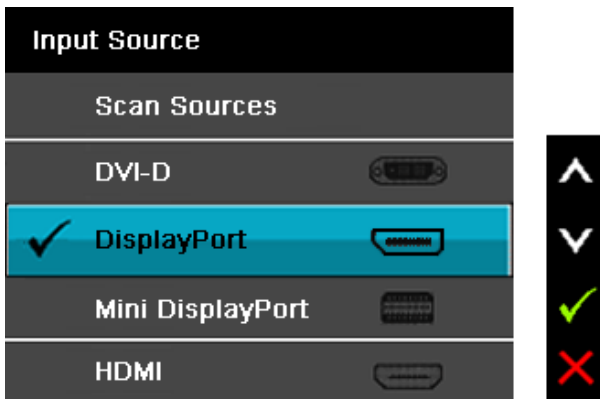 Input Source
Scan Sources
DVI-D
DisplayPort
Mini DisplayPort
HDMI